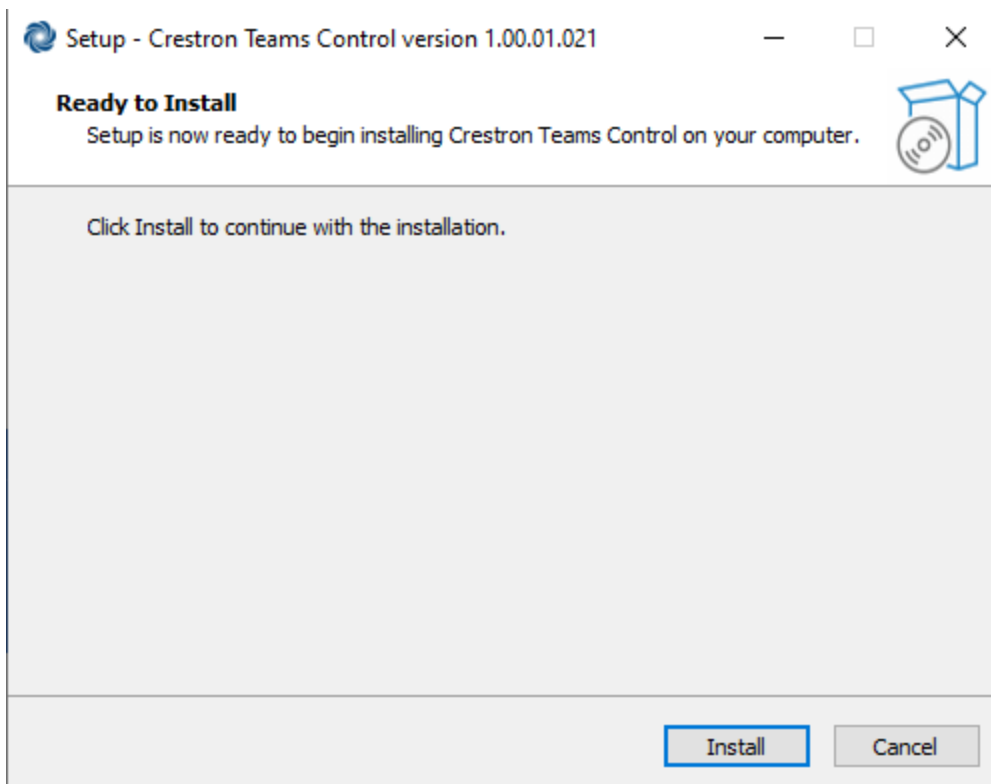 Setup - Crestron Teams Control version 1.00.01.021
Ready to Install
Setup is now ready to begin installing Crestron Teams Control on your computer.
Click Install to continue with the installation.
Install
Cancel